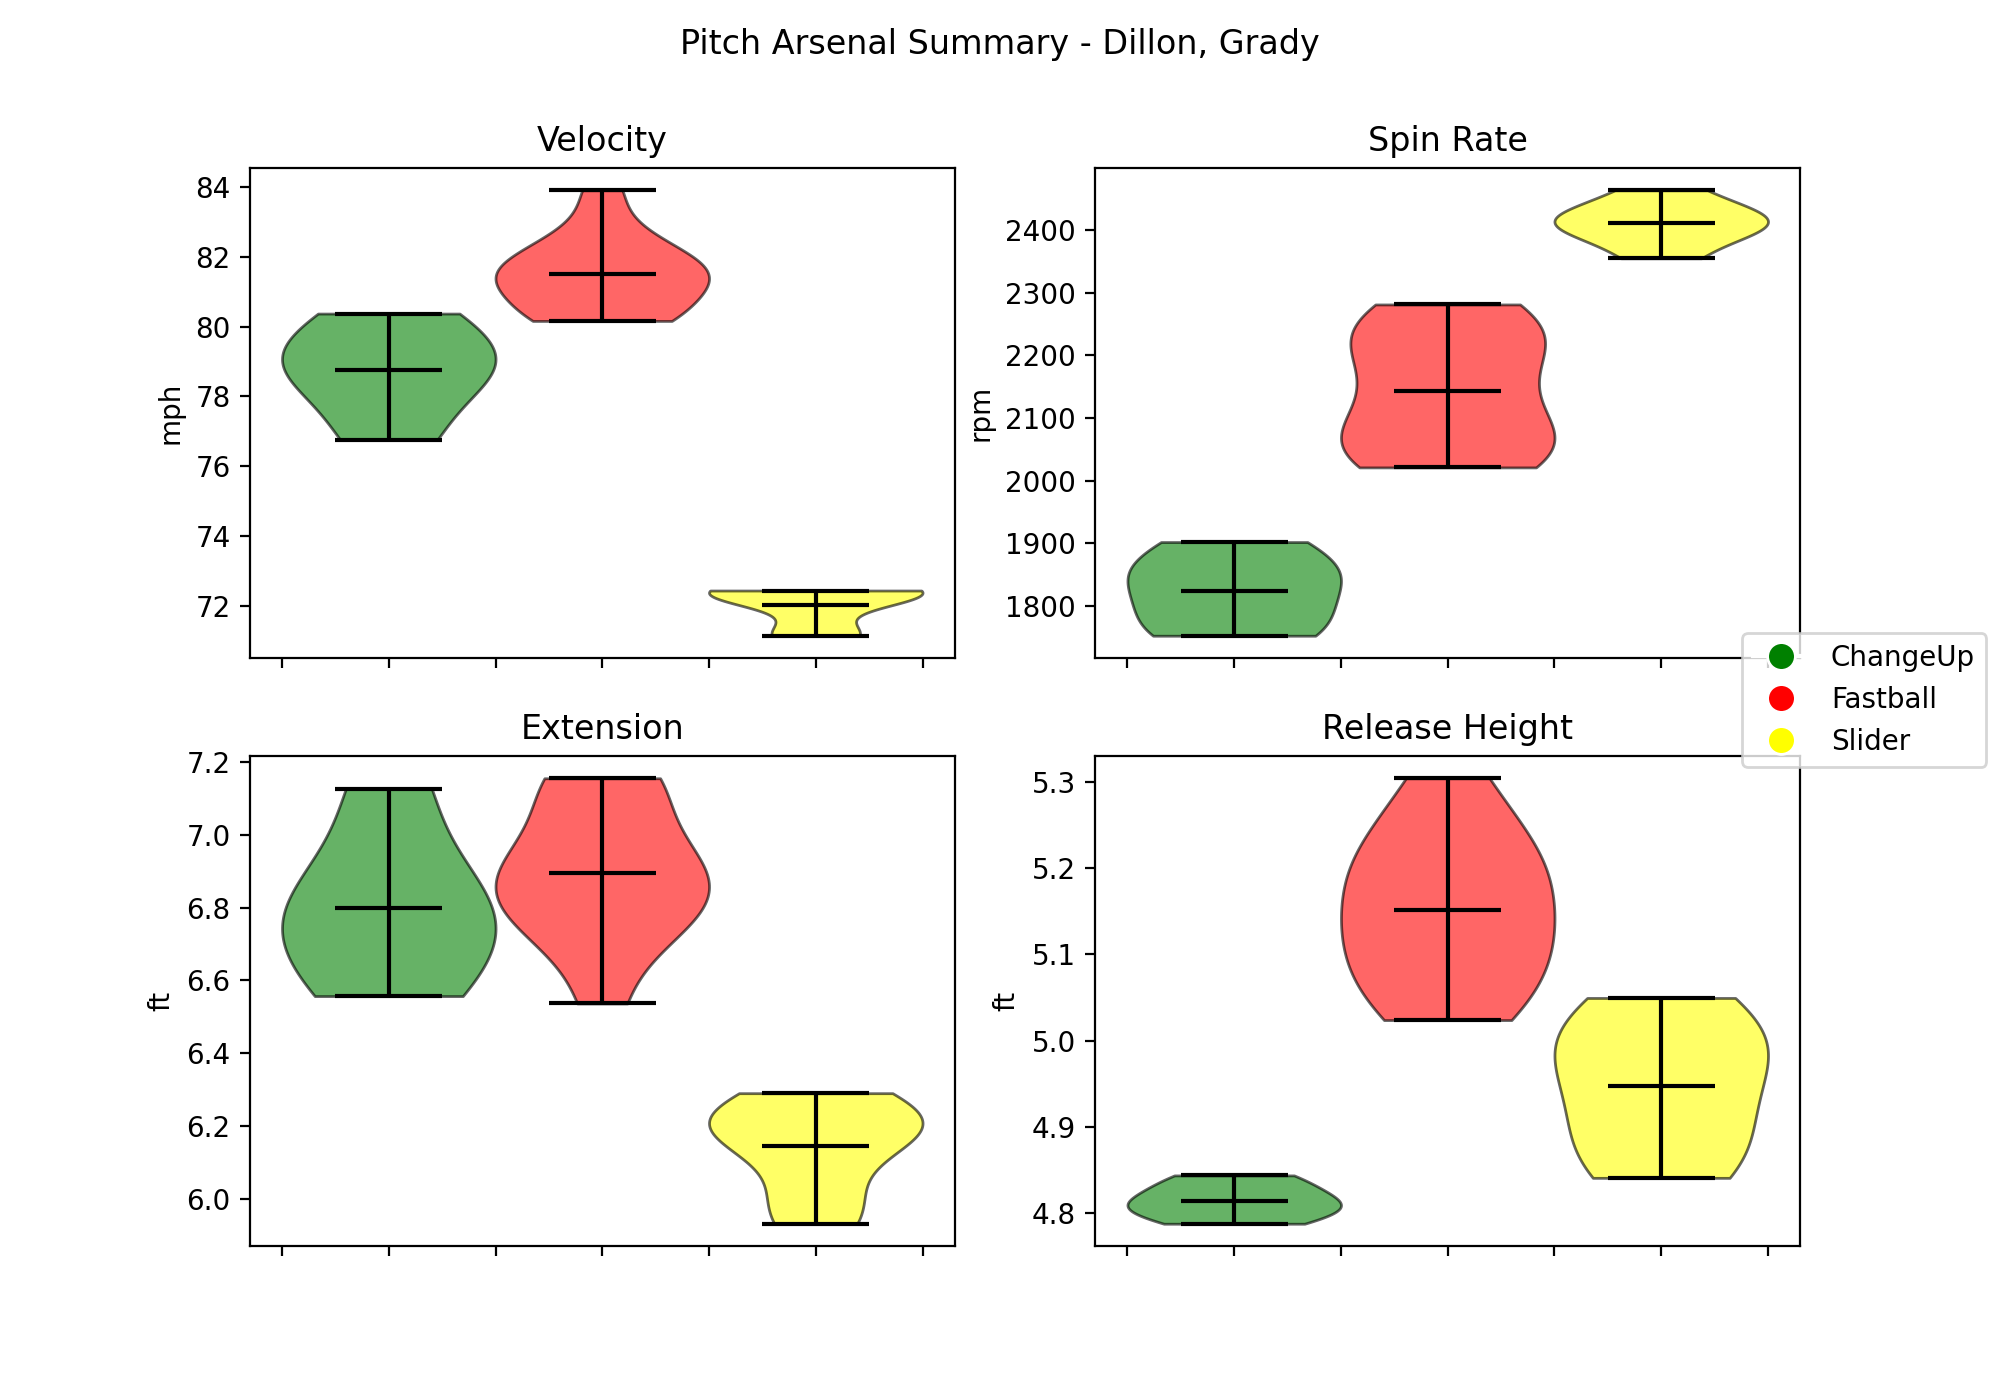 Pitch Arsenal Summary - Dillon, Grady
Velocity
84
82
80
78
76
74
72
mph
Spin Rate
2400
2300
2200
2100
2000
1900
1800
rpm
ChangeUp
Fastball
Slider
Extension
7.2
7.0
6.8
6.6
6.4
6.2
6.0
ft
Release Height
5.3
5.2
5.1
5.0
4.9
4.8
ft